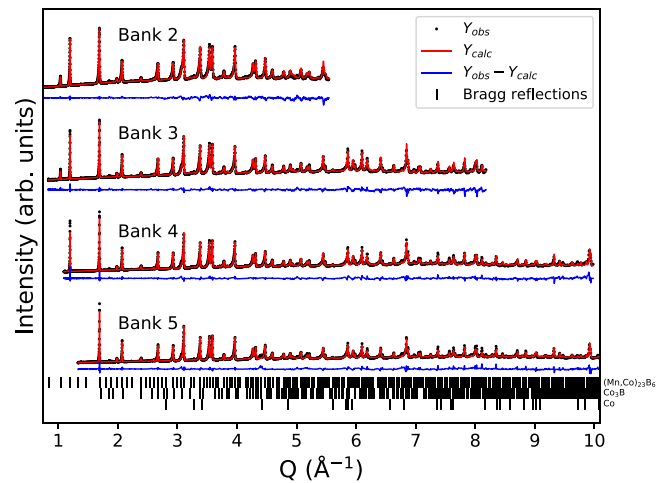 Bank 2
Y_obs
Y_calc
Y_obs − Y_calc
Bragg reflections
Bank 3
Bank 4
Bank 5
(Mn,Co)₂₃B₆
Co₃B
Co
Intensity (arb. units)
1 2 3 4 5 6 7 8 9 10
Q (Å⁻¹)